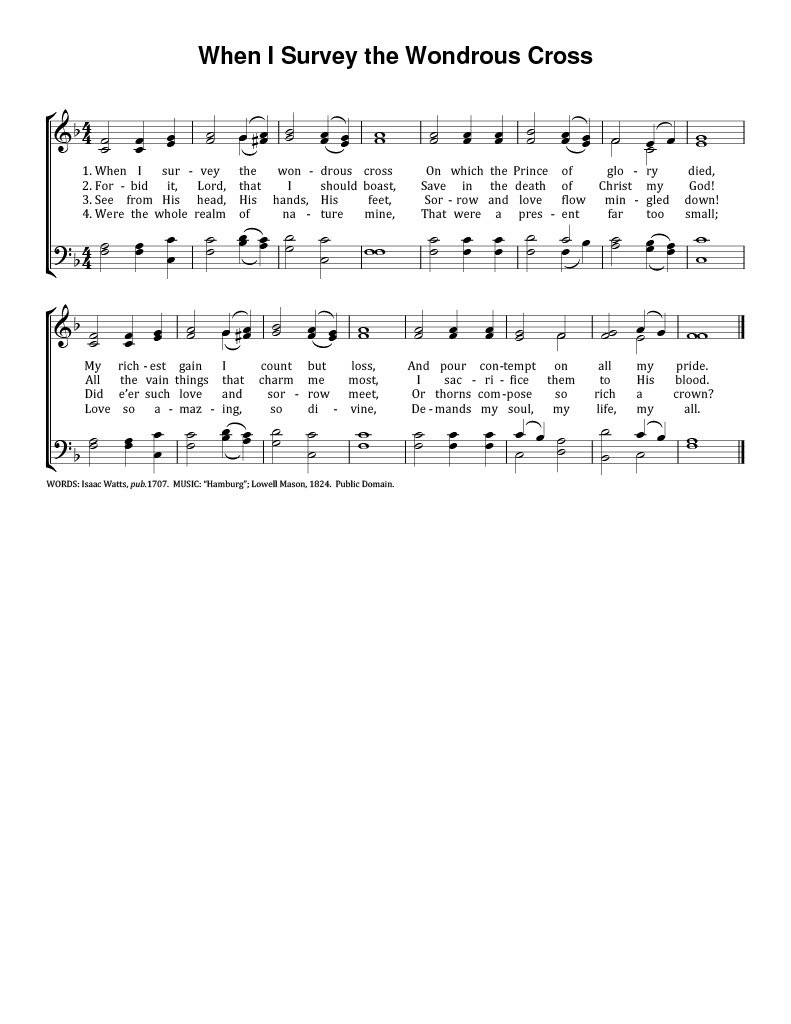 When I Survey the Wondrous Cross
1. When I sur - vey the won - drous cross On which the Prince of glo - ry died,
2. For - bid it, Lord, that I should boast, Save in the death of Christ my God!
3. See from His head, His hands, His feet, Sor - row and love flow min - gled down!
4. Were the whole realm of na - ture mine, That were a pres - ent far too small;
My rich - est gain I count but loss, And pour con - tempt on all my pride.
All the vain things that charm me most, I sac - ri - fice them to His blood.
Did e'er such love and sor - row meet, Or thorns com - pose so rich a crown?
Love so a - maz - ing, so di - vine, De - mands my soul, my life, my all.
WORDS: Isaac Watts, pub.1707. MUSIC: “Hamburg”; Lowell Mason, 1824. Public Domain.